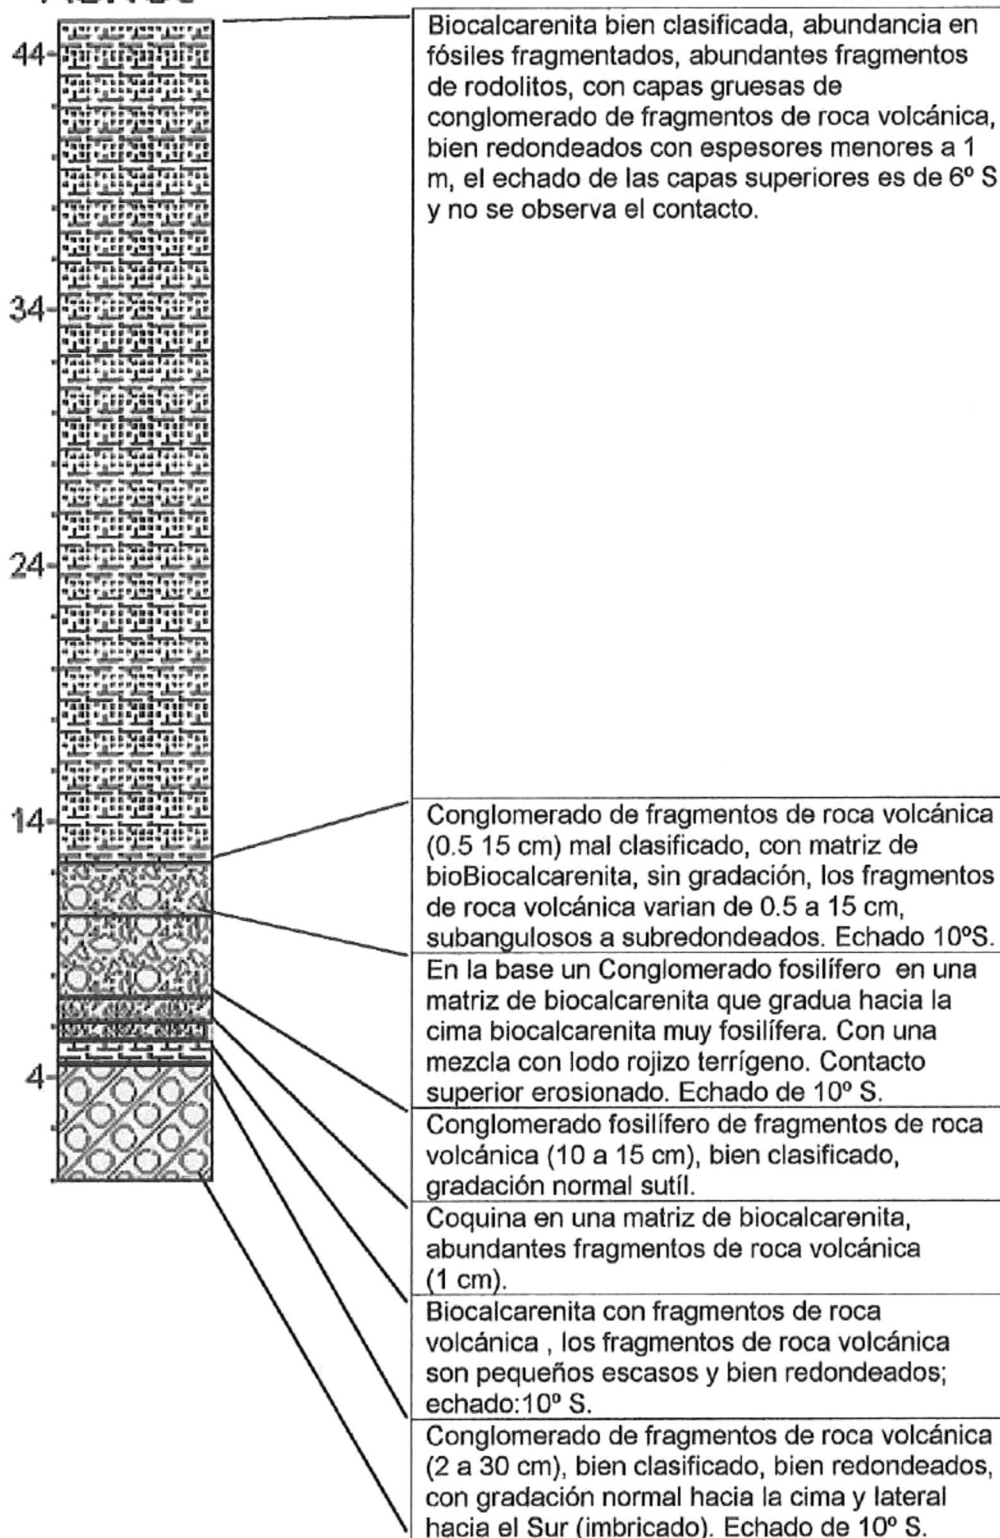 44
34
24
14
4
Biocalcarenita bien clasificada, abundancia en
fósiles fragmentados, abundantes fragmentos
de rodolitos, con capas gruesas de
conglomerado de fragmentos de roca volcánica,
bien redondeados con espesores menores a 1
m, el echado de las capas superiores es de 6º S
y no se observa el contacto.
Conglomerado de fragmentos de roca volcánica
(0.5 15 cm) mal clasificado, con matriz de
bioBiocalcarenita, sin gradación, los fragmentos
de roca volcánica varian de 0.5 a 15 cm,
subangulosos a subredondeados. Echado 10ºS.
En la base un Conglomerado fosilífero en una
matriz de biocalcarenita que gradua hacia la
cima biocalcarenita muy fosilífera. Con una
mezcla con lodo rojizo terrígeno. Contacto
superior erosionado. Echado de 10º S.
Conglomerado fosilífero de fragmentos de roca
volcánica (10 a 15 cm), bien clasificado,
gradación normal sutíl.
Coquina en una matriz de biocalcarenita,
abundantes fragmentos de roca volcánica
(1 cm).
Biocalcarenita con fragmentos de roca
volcánica , los fragmentos de roca volcánica
son pequeños escasos y bien redondeados;
echado:10º S.
Conglomerado de fragmentos de roca volcánica
(2 a 30 cm), bien clasificado, bien redondeados,
con gradación normal hacia la cima y lateral
hacia el Sur (imbricado). Echado de 10º S.